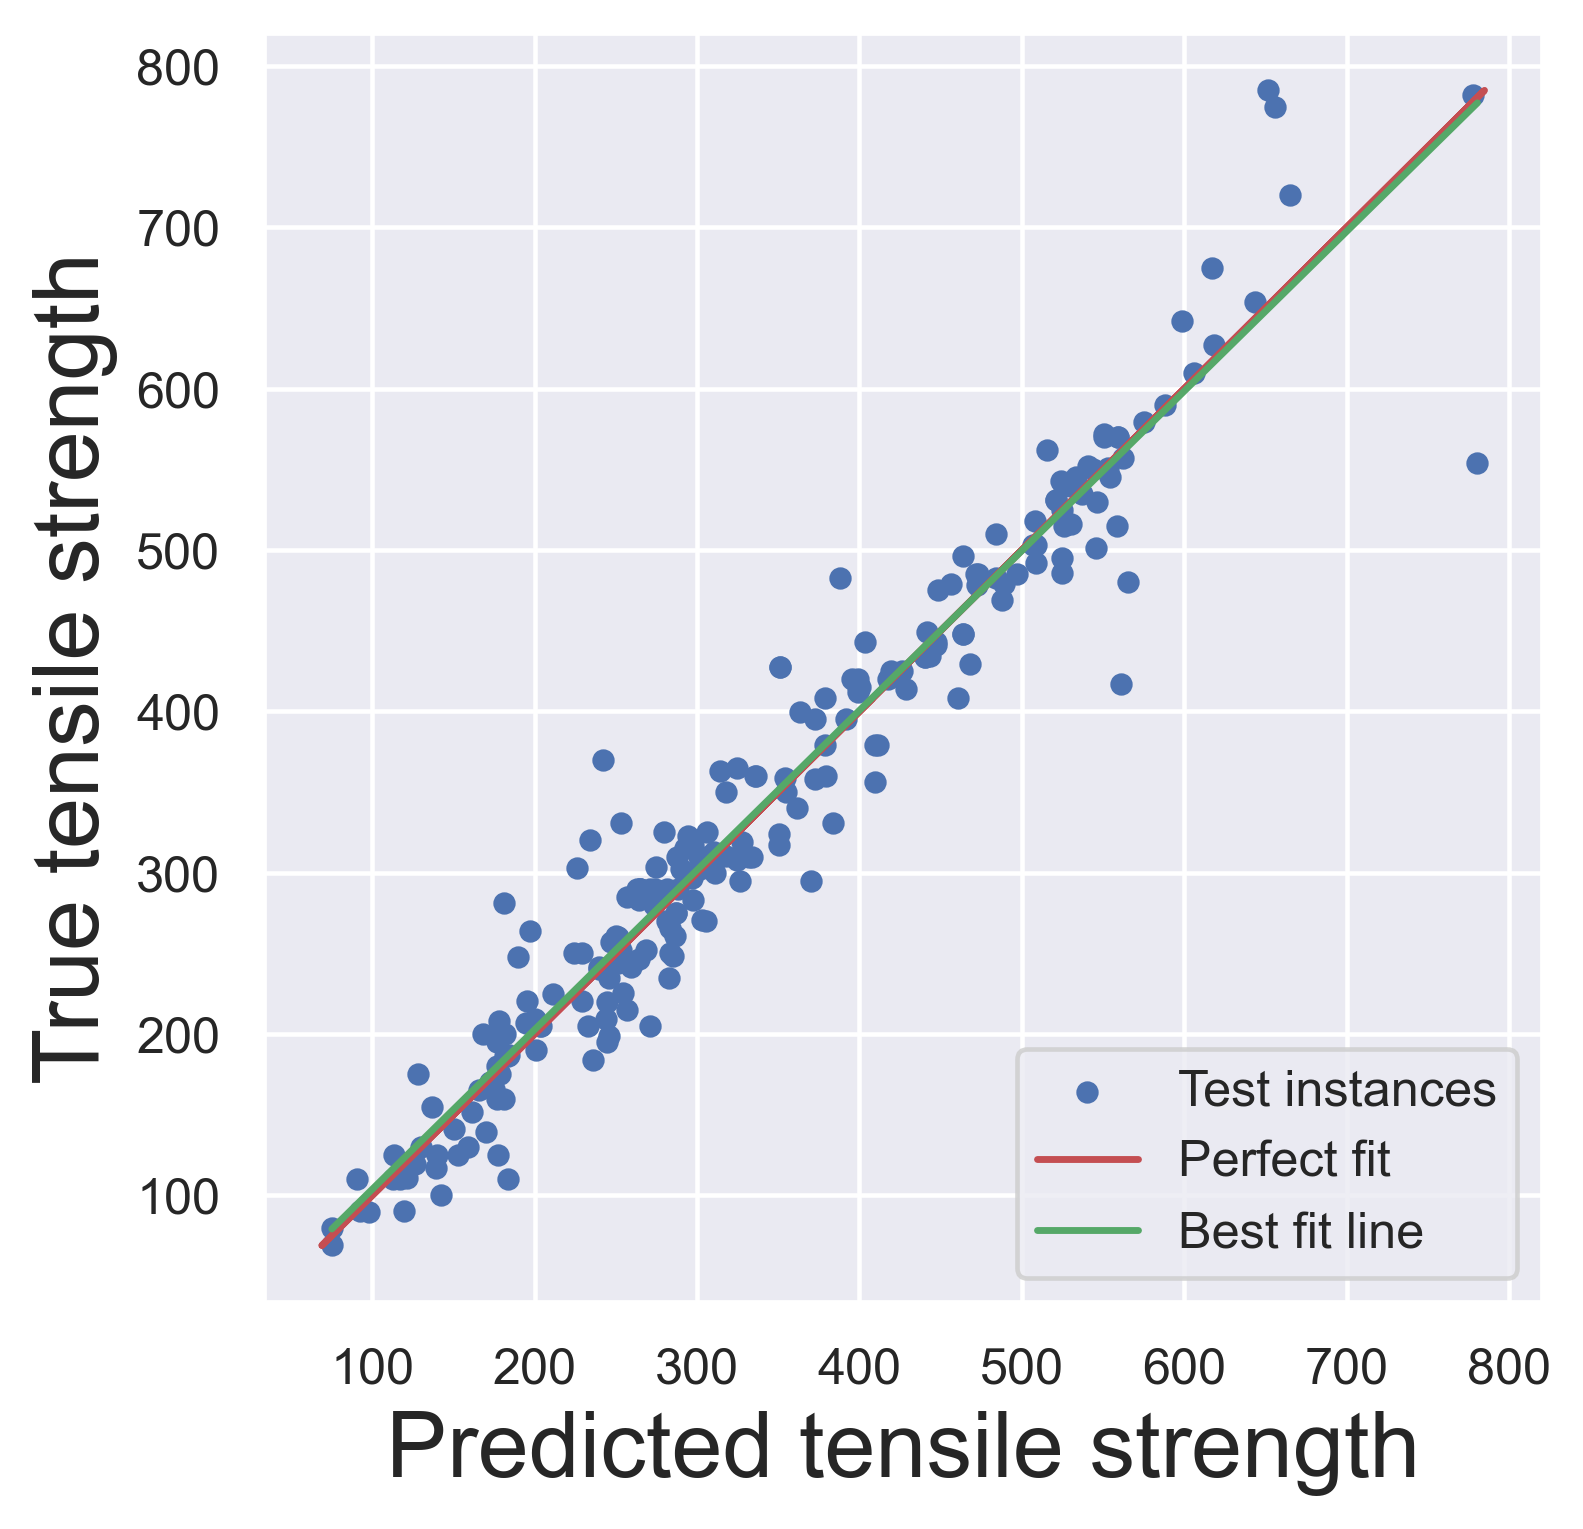 800
700
600
500
400
300
200
100
True tensile strength
Test instances
Perfect fit
Best fit line
100 200 300 400 500 600 700 800
Predicted tensile strength